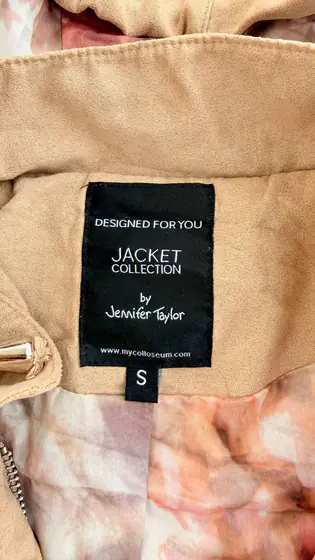 DESIGNED FOR YOU
JACKET
COLLECTION
by
Jennifer Taylor
www.mycolloseum.com
S